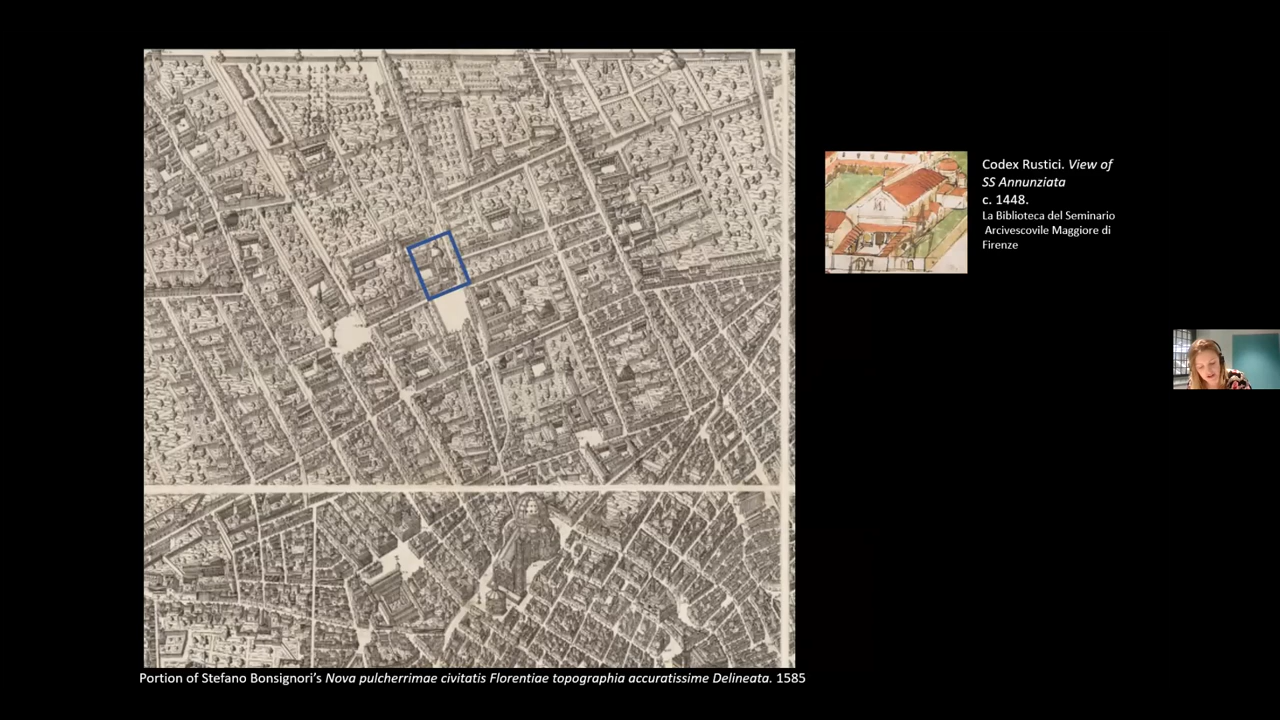 Codex Rustici. View of
SS Annunziata
c. 1448.
La Biblioteca del Seminario
Arcivescovile Maggiore di
Firenze
Portion of Stefano Bonsignori's Nova pulcherrimae civitatis Florentiae topographia accuratissime Delineata. 1585